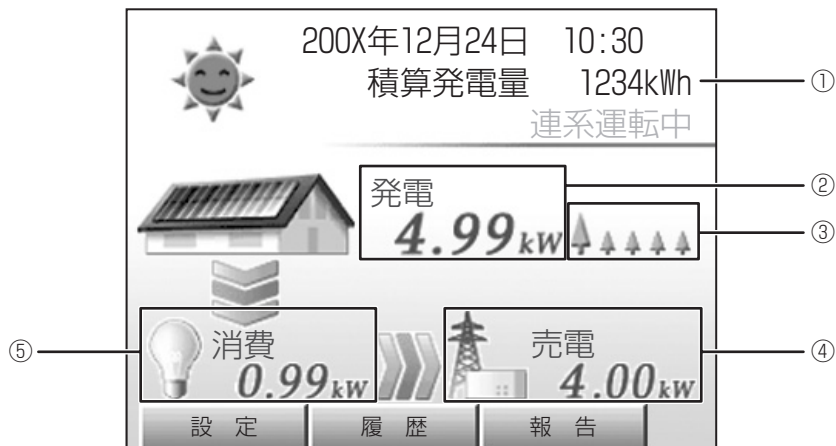 200X年12月24日 10:30
積算発電量 1234kWh
①
連系運転中
発電
②
4.99kW
③
消費
売電
⑤
④
0.99kW
4.00kW
設 定
履 歴
報 告